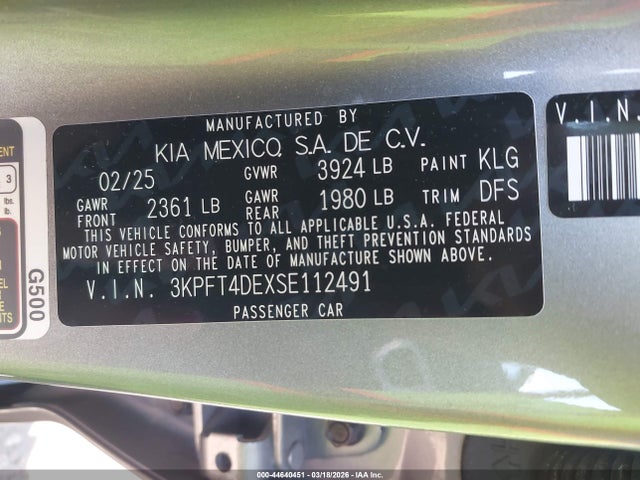 MANUFACTURED BY
KIA MEXICO, S.A. DE C.V.
02/25 GVWR 3924 LB PAINT KLG
GAWR FRONT 2361 LB GAWR REAR 1980 LB TRIM DFS
THIS VEHICLE CONFORMS TO ALL APPLICABLE U.S.A. FEDERAL
MOTOR VEHICLE SAFETY, BUMPER, AND THEFT PREVENTION STANDARDS
IN EFFECT ON THE DATE OF MANUFACTURE SHOWN ABOVE.
V.I.N. 3KPFT4DEXSE112491
PASSENGER CAR
G500
V.I.N.
3
lbs.
lb.
000-44640451 - 03/18/2026 - IAA Inc.